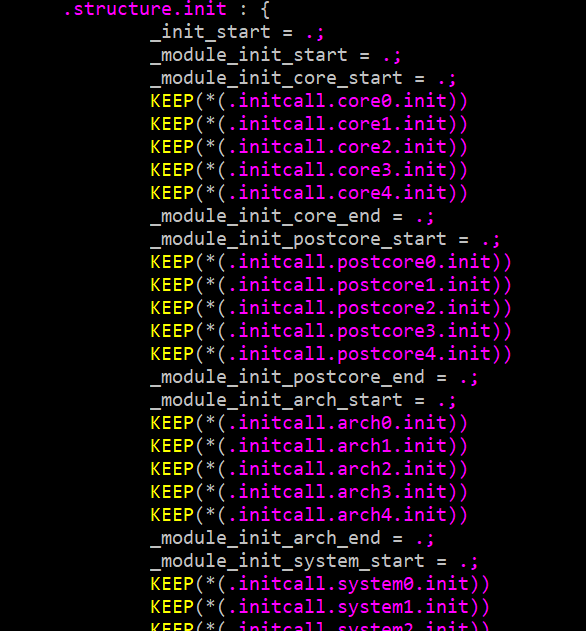 .structure.init : {
_init_start = .;
_module_init_start = .;
_module_init_core_start = .;
KEEP(*(.initcall.core0.init))
KEEP(*(.initcall.core1.init))
KEEP(*(.initcall.core2.init))
KEEP(*(.initcall.core3.init))
KEEP(*(.initcall.core4.init))
_module_init_core_end = .;
_module_init_postcore_start = .;
KEEP(*(.initcall.postcore0.init))
KEEP(*(.initcall.postcore1.init))
KEEP(*(.initcall.postcore2.init))
KEEP(*(.initcall.postcore3.init))
KEEP(*(.initcall.postcore4.init))
_module_init_postcore_end = .;
_module_init_arch_start = .;
KEEP(*(.initcall.arch0.init))
KEEP(*(.initcall.arch1.init))
KEEP(*(.initcall.arch2.init))
KEEP(*(.initcall.arch3.init))
KEEP(*(.initcall.arch4.init))
_module_init_arch_end = .;
_module_init_system_start = .;
KEEP(*(.initcall.system0.init))
KEEP(*(.initcall.system1.init))
KEEP(*(.initcall.system2.init))